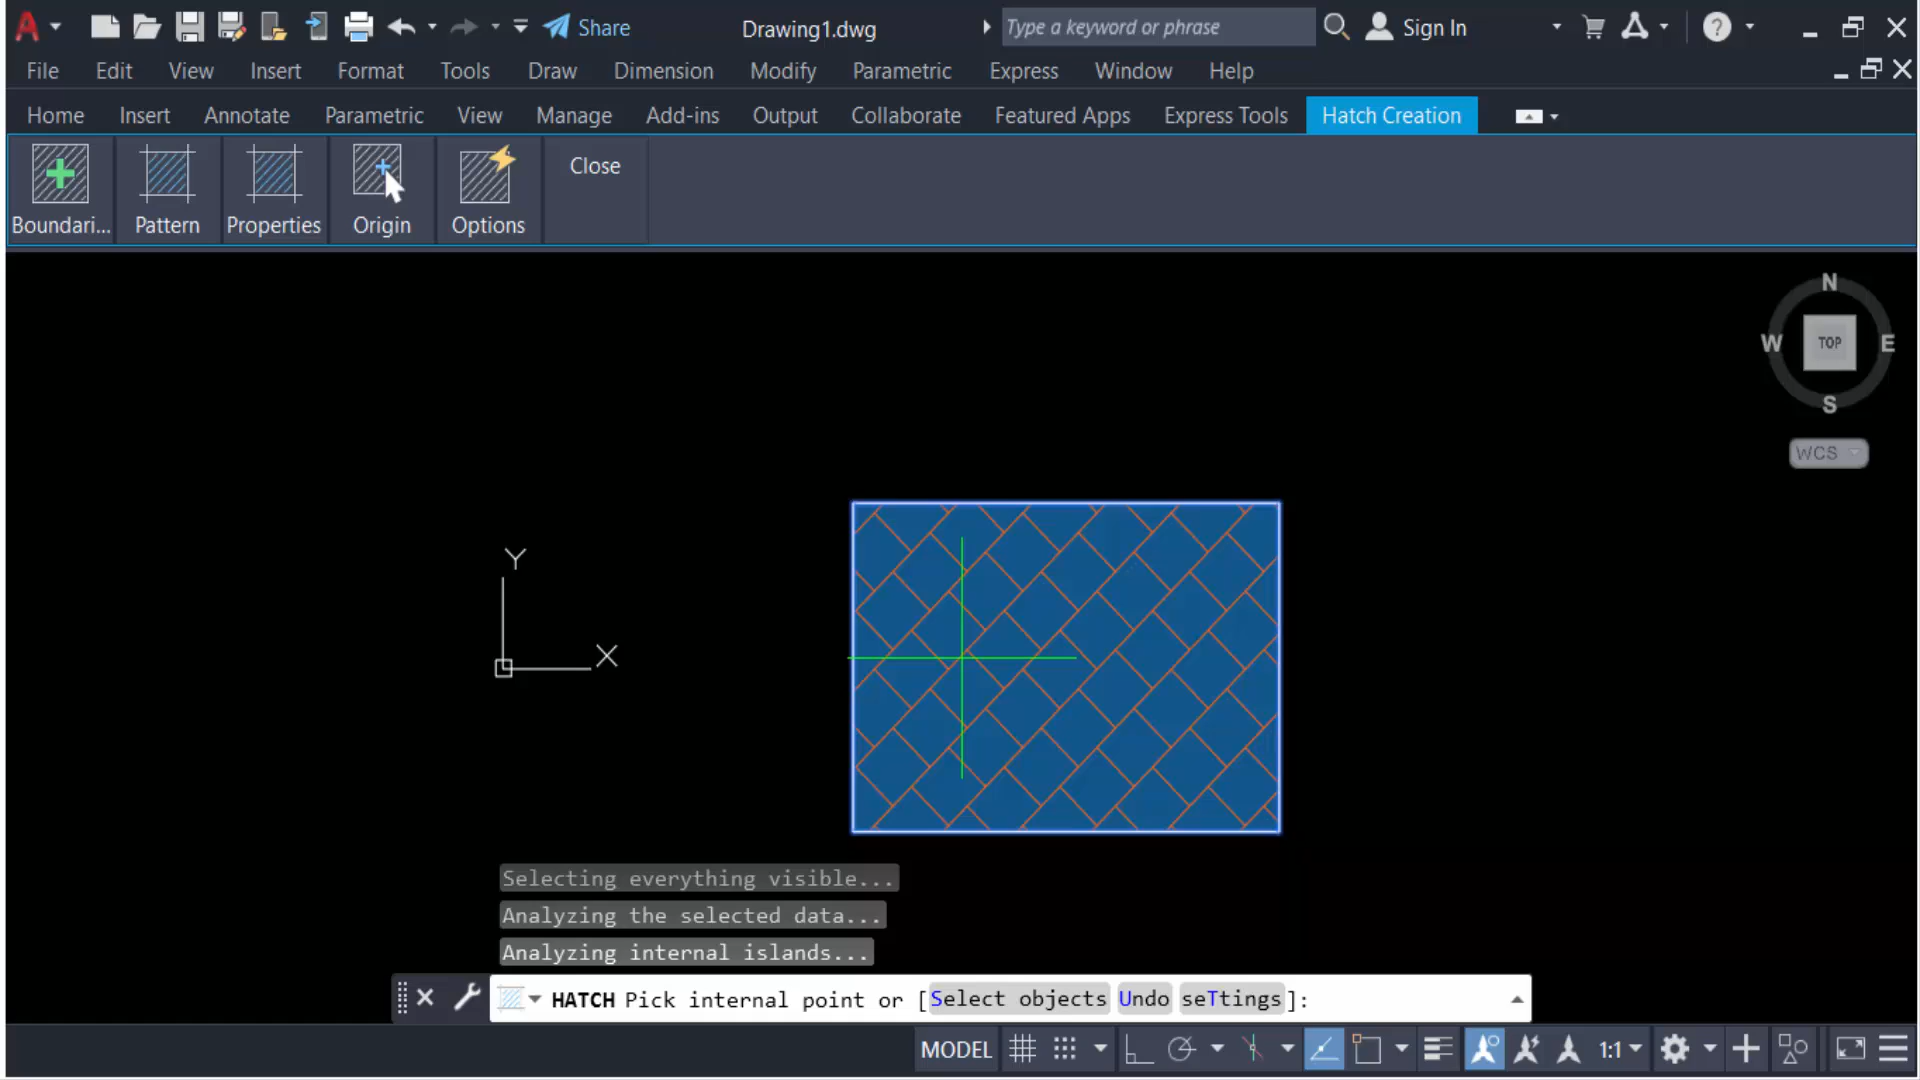 Share Drawing1.dwg Type a keyword or phrase Sign In
File Edit View Insert Format Tools Draw Dimension Modify Parametric Express Window Help
Home Insert Annotate Parametric View Manage Add-ins Output Collaborate Featured Apps Express Tools Hatch Creation
Boundari... Pattern Properties Origin Options Close
N
W TOP E
S
WCS
Y
X
Selecting everything visible...
Analyzing the selected data...
Analyzing internal islands...
HATCH Pick internal point or [Select objects Undo seTtings]:
MODEL 1:1